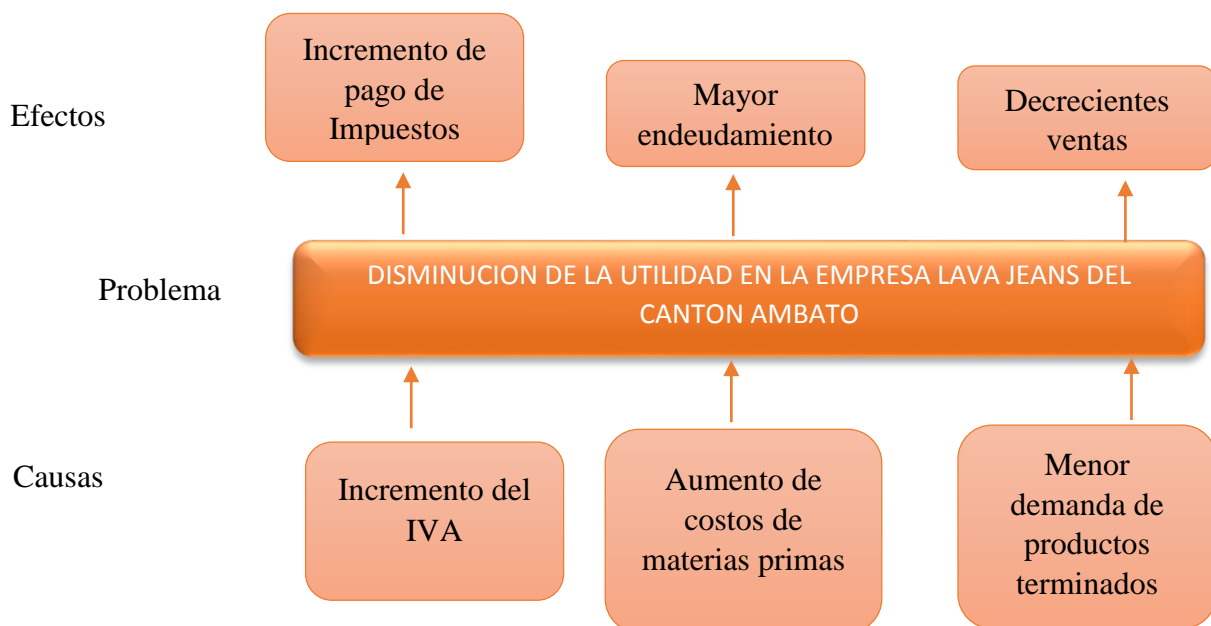 Efectos
Incremento de
pago de
Impuestos
Mayor
endeudamiento
Decrecientes
ventas
Problema
DISMINUCION DE LA UTILIDAD EN LA EMPRESA LAVA JEANS DEL
CANTON AMBATO
Causas
Incremento del
IVA
Aumento de
costos de
materias primas
Menor
demanda de
productos
terminados